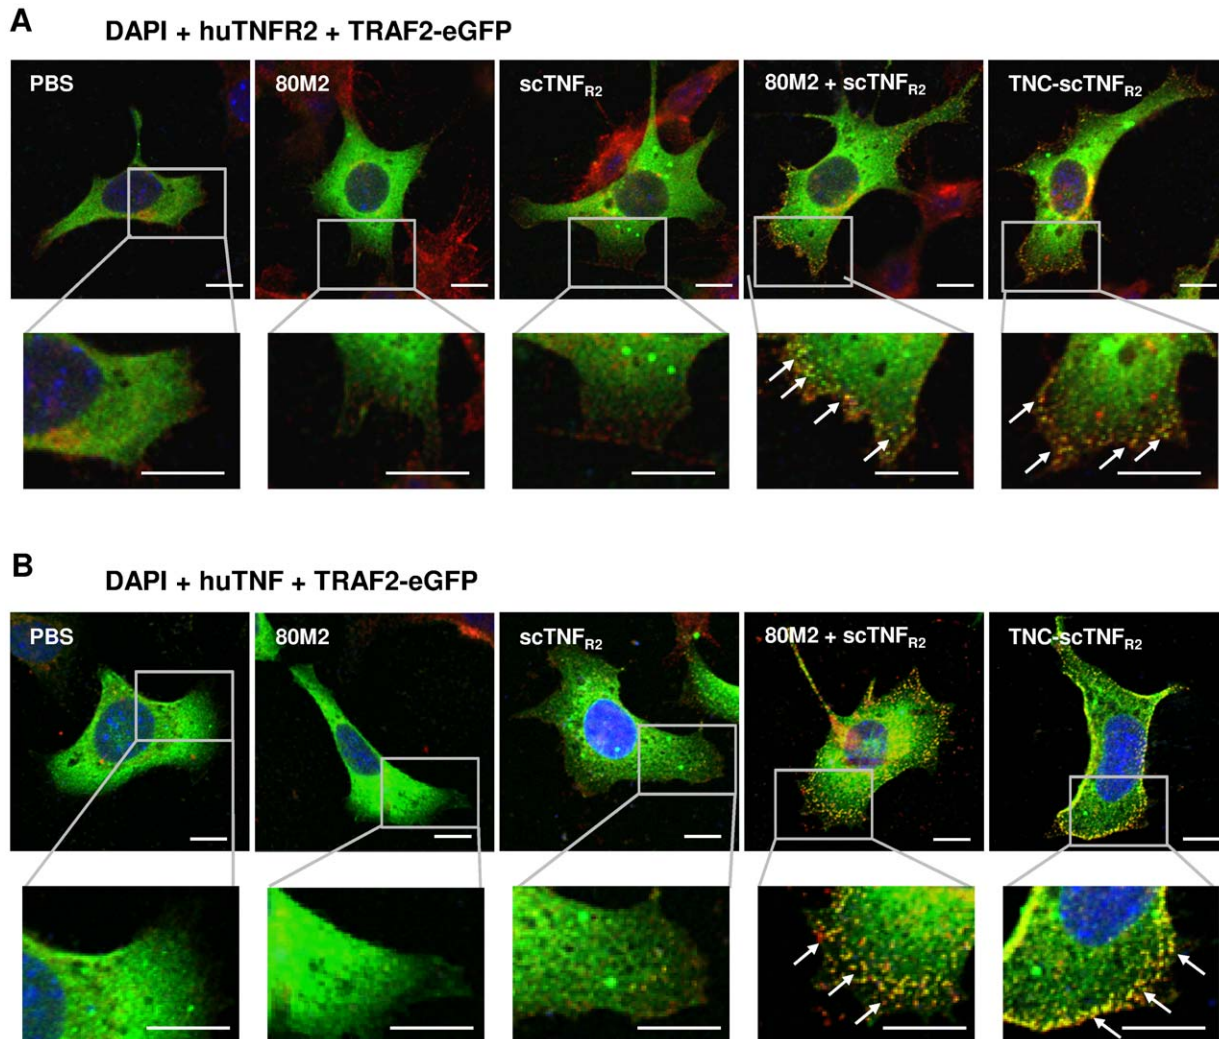 A
DAPI + huTNFR2 + TRAF2-eGFP
PBS
80M2
scTNFR2
80M2 + scTNFR2
TNC-scTNFR2
B
DAPI + huTNF + TRAF2-eGFP
PBS
80M2
scTNFR2
80M2 + scTNFR2
TNC-scTNFR2